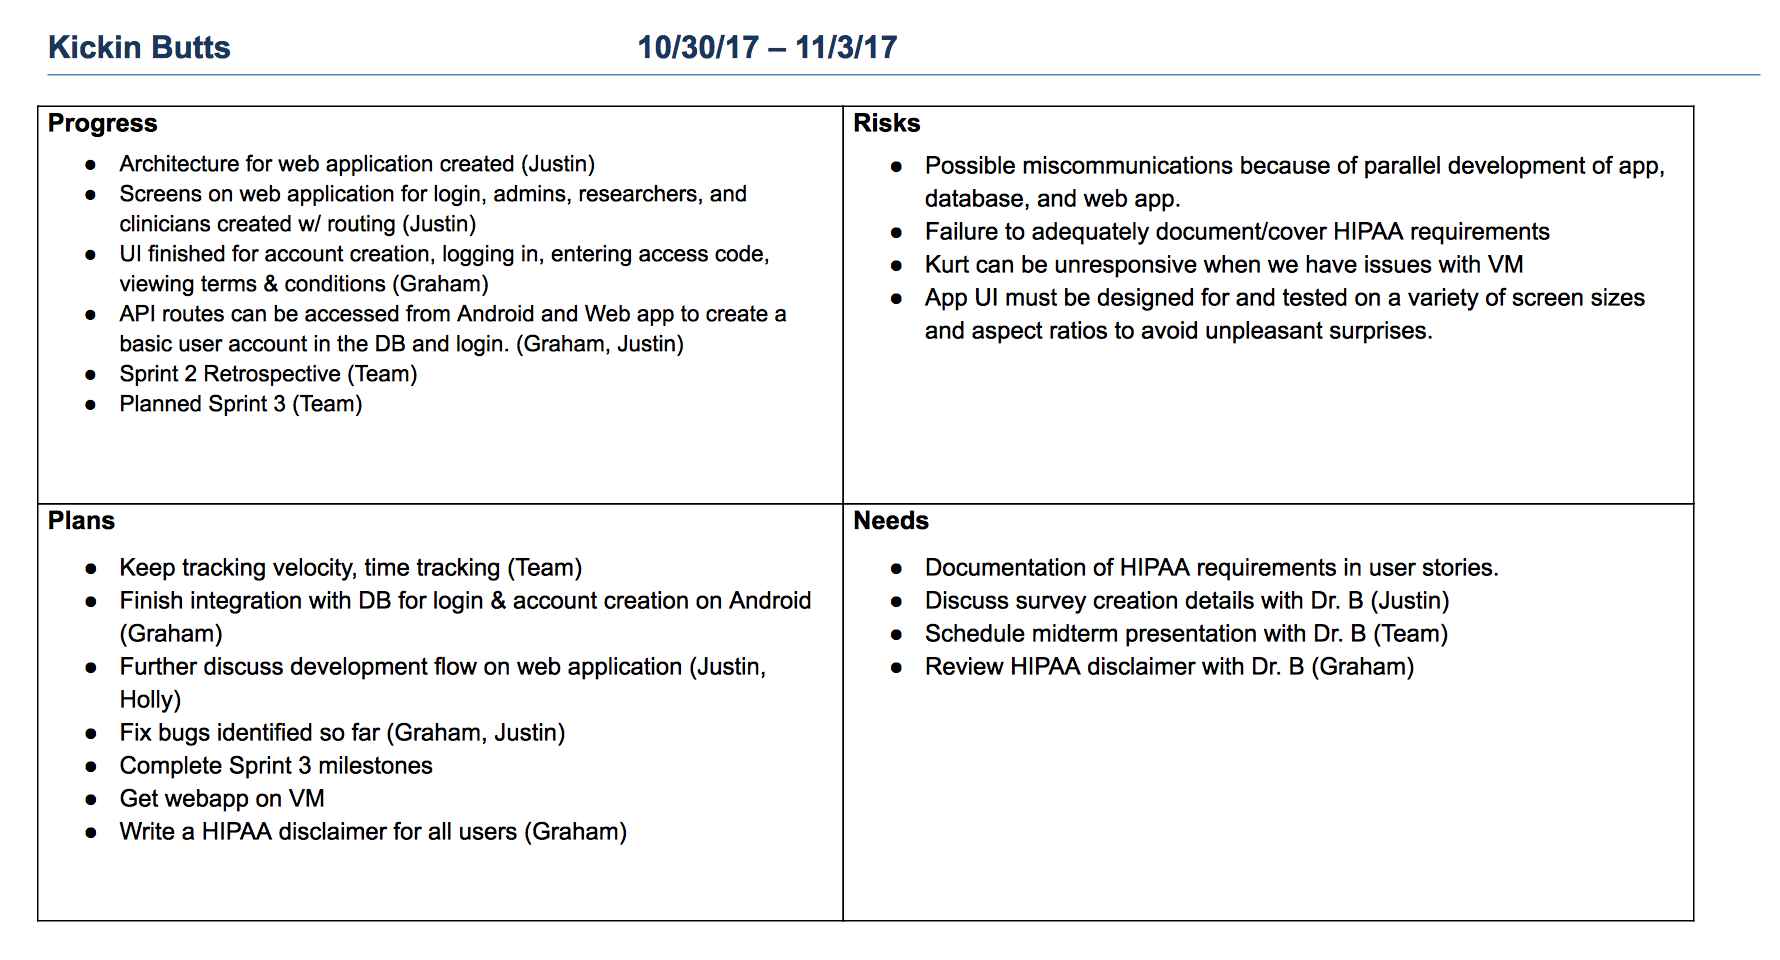 Kickin Butts 10/30/17 – 11/3/17
Progress
● Architecture for web application created (Justin)
● Screens on web application for login, admins, researchers, and
clinicians created w/ routing (Justin)
● UI finished for account creation, logging in, entering access code,
viewing terms & conditions (Graham)
● API routes can be accessed from Android and Web app to create a
basic user account in the DB and login. (Graham, Justin)
● Sprint 2 Retrospective (Team)
● Planned Sprint 3 (Team)
Risks
● Possible miscommunications because of parallel development of app,
database, and web app.
● Failure to adequately document/cover HIPAA requirements
● Kurt can be unresponsive when we have issues with VM
● App UI must be designed for and tested on a variety of screen sizes
and aspect ratios to avoid unpleasant surprises.
Plans
● Keep tracking velocity, time tracking (Team)
● Finish integration with DB for login & account creation on Android
(Graham)
● Further discuss development flow on web application (Justin,
Holly)
● Fix bugs identified so far (Graham, Justin)
● Complete Sprint 3 milestones
● Get webapp on VM
● Write a HIPAA disclaimer for all users (Graham)
Needs
● Documentation of HIPAA requirements in user stories.
● Discuss survey creation details with Dr. B (Justin)
● Schedule midterm presentation with Dr. B (Team)
● Review HIPAA disclaimer with Dr. B (Graham)